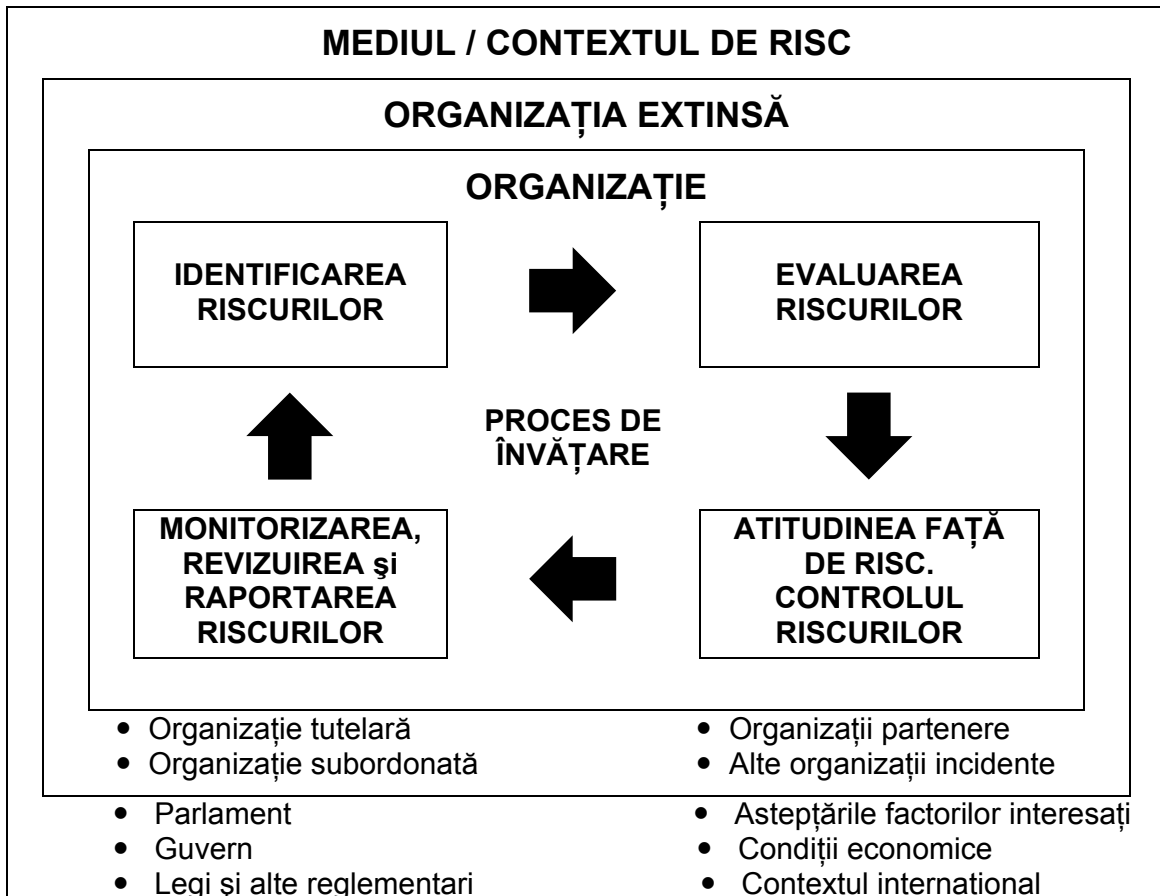 MEDIUL / CONTEXTUL DE RISC
ORGANIZAȚIA EXTINSĂ
ORGANIZAȚIE
IDENTIFICAREA
RISCURILOR
EVALUAREA
RISCURILOR
PROCES DE
ÎNVĂȚARE
MONITORIZAREA,
REVIZUIREA şi
RAPORTAREA
RISCURILOR
ATITUDINEA FAȚĂ
DE RISC.
CONTROLUL
RISCURILOR
• Organizație tutelară
• Organizație subordonată
• Organizații partenere
• Alte organizații incidente
• Parlament
• Guvern
• Legi și alte reglementari
• Astepțările factorilor interesați
• Condiții economice
• Contextul international